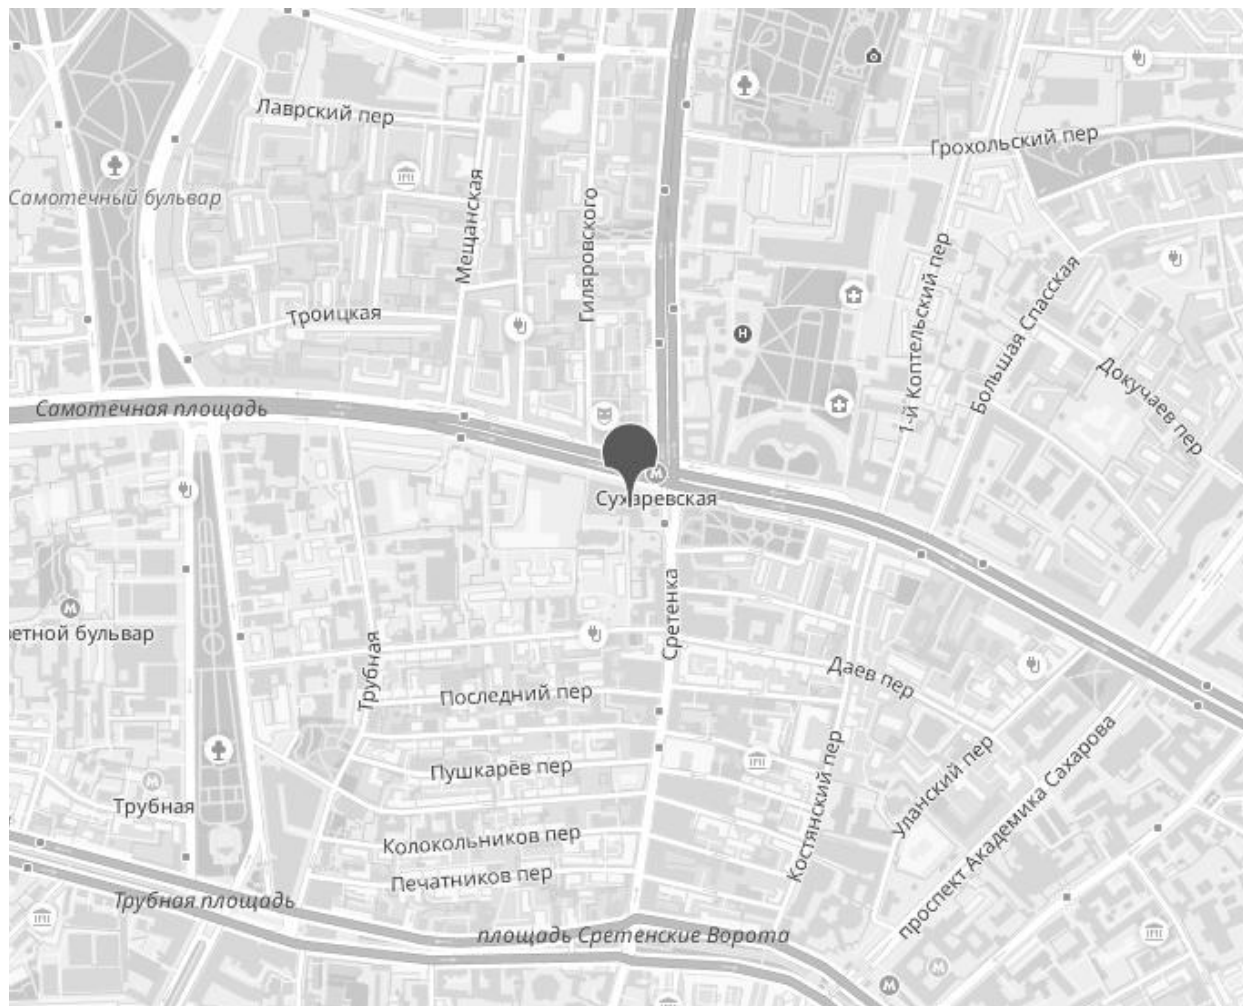 Лаврский пер
Грохольский пер
Самотёчный бульвар
Мещанская
Гиляровского
Троицкая
1-й Коптельский пер
Большая Спасская
Докучаев пер
Самотёчная площадь
М
Н
Сухаревская
М
ветной бульвар
Сретенка
Трубная
Последний пер
Даев пер
Пушкарёв пер
Костянский пер
Уланский пер
проспект Академика Сахарова
М
Трубная
Колокольников пер
Печатников пер
Трубная площадь
площадь Сретенские Ворота
М